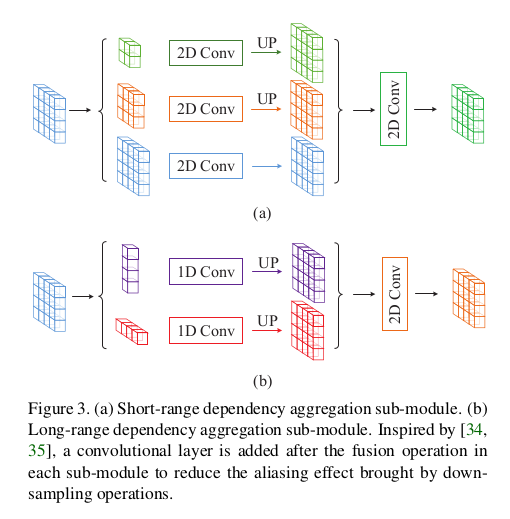 2D Conv
UP
2D Conv
UP
2D Conv
2D Conv
(a)
1D Conv
UP
1D Conv
UP
2D Conv
(b)
Figure 3. (a) Short-range dependency aggregation sub-module. (b)
Long-range dependency aggregation sub-module. Inspired by [34,
35], a convolutional layer is added after the fusion operation in
each sub-module to reduce the aliasing effect brought by down-
sampling operations.